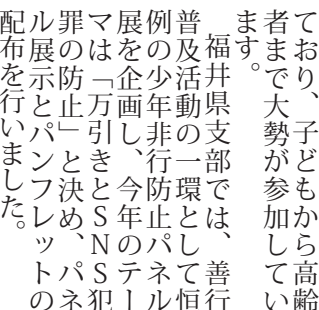 ており、子どもから高齢
者まで大勢が参加してい
ます。
福井県支部では、善行
普及活動の一環として恒
例の少年非行防止パネル
展を企画し、今年のテー
マは「万引きとＳＮＳ犯
罪の防止」と決め、パネ
ル展示とパンフレットの
配布を行いました。